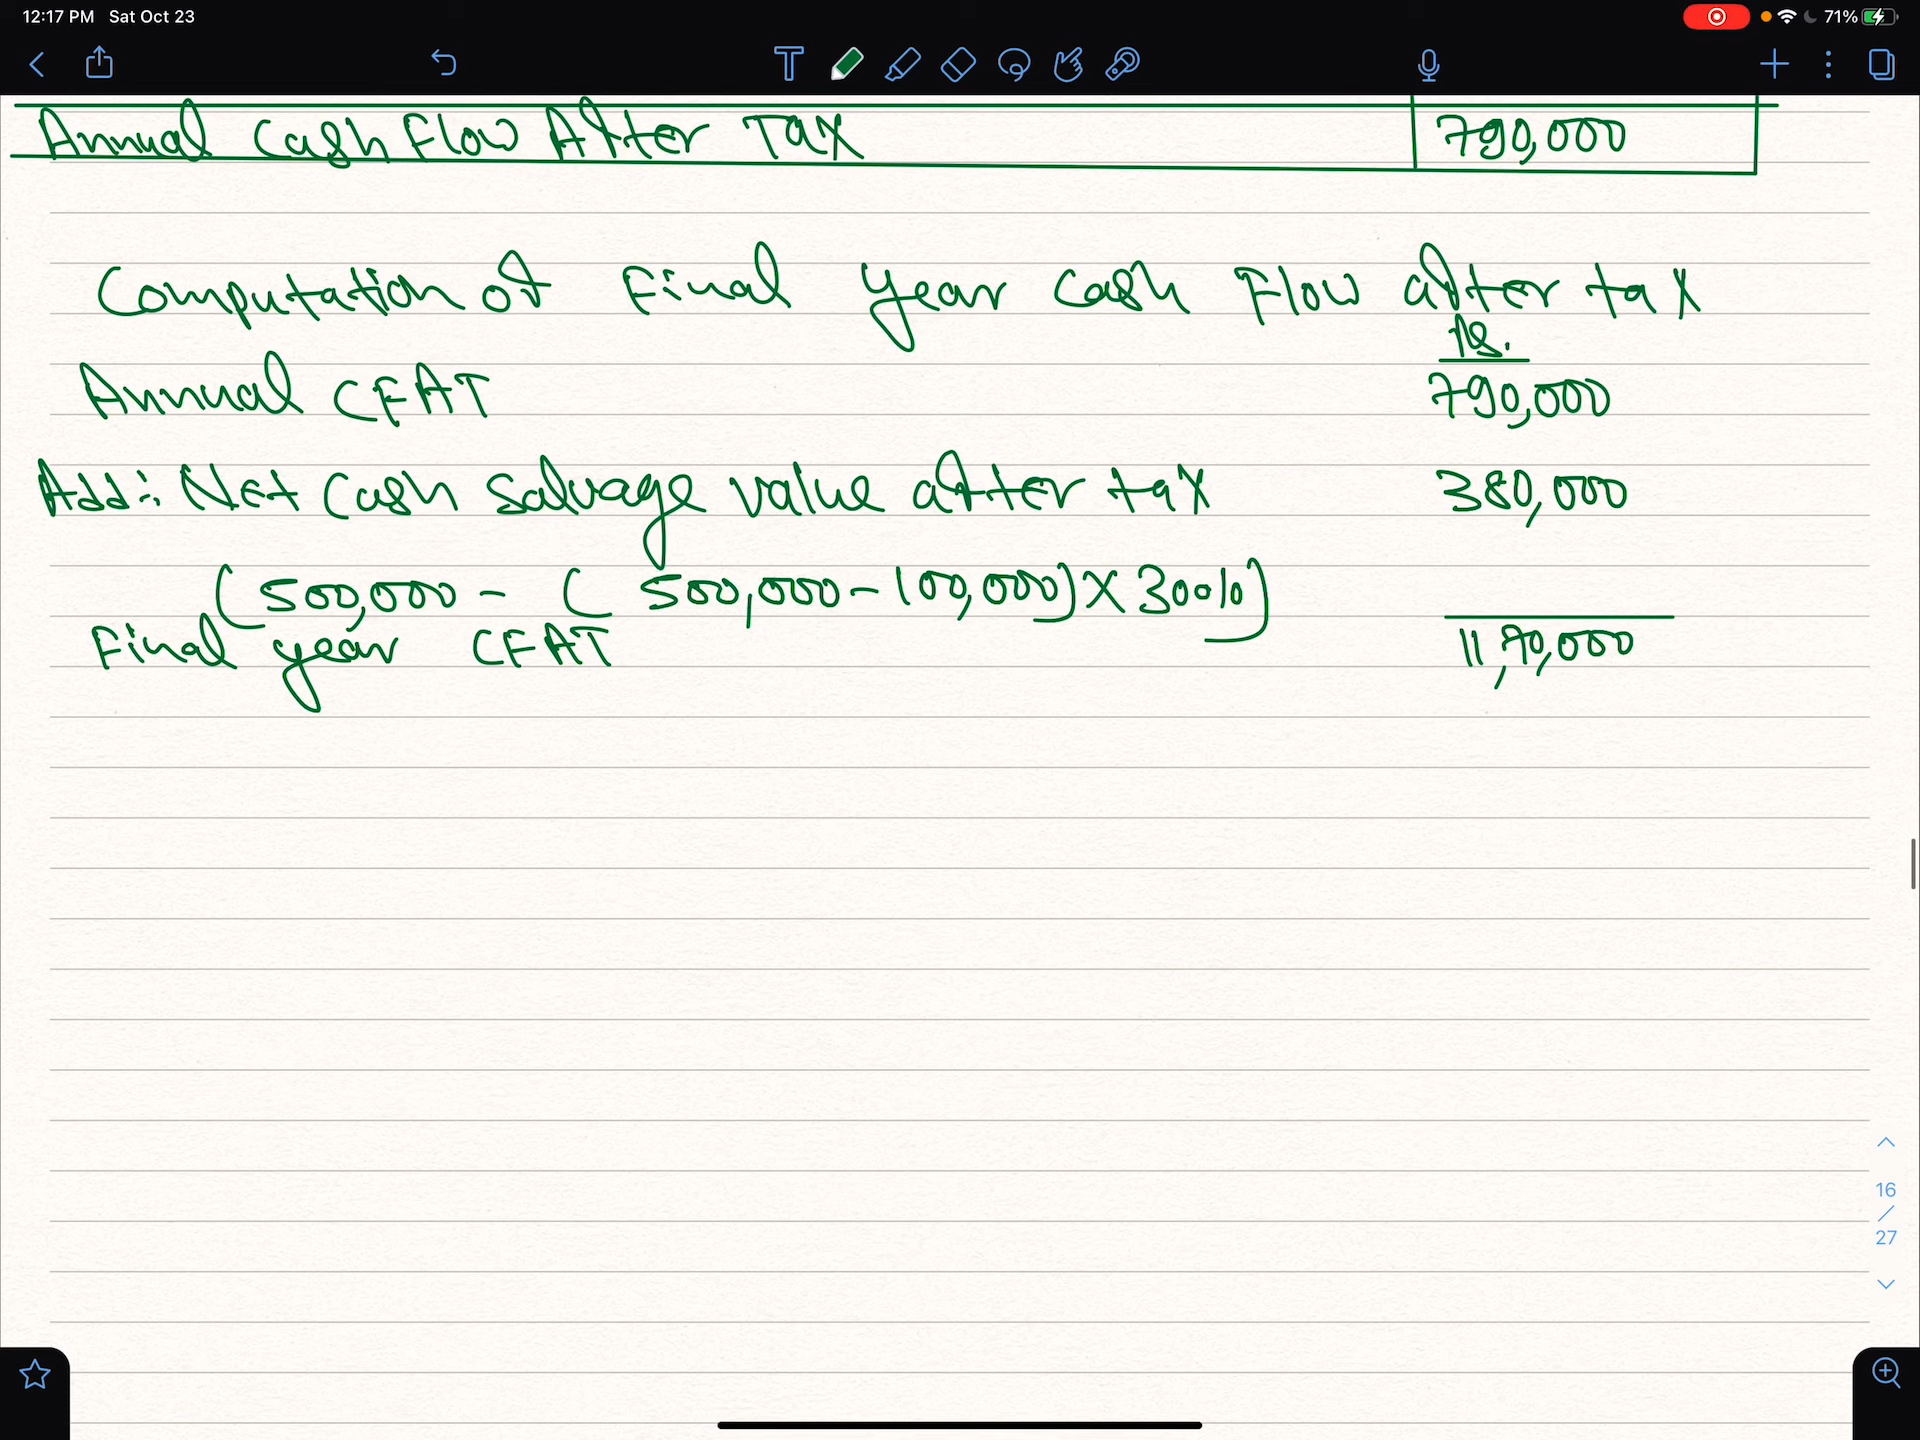 12:17 PM Sat Oct 23
71%
T
Annual Cash Flow After Tax 790,000
Computation of Final year cash Flow after tax
Rs.
Annual CFAT 790,000
Add:- Net Cash Salvage value after tax 380,000
(500,000 - (500,000 - 100,000) X 30%)
Final year CFAT 11,70,000
16
/
27